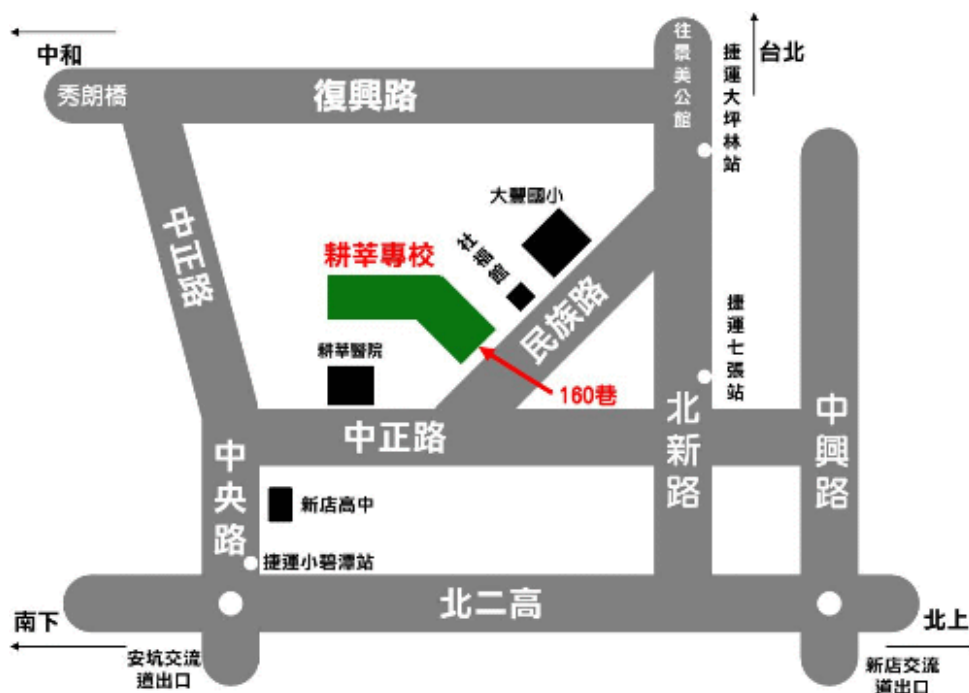 中和
台北
秀朗橋
復興路
往景美公館
捷運大坪林站
大豐國小
中正路
社福館
耕莘專校
民族路
捷運七張站
耕莘醫院
160巷
北新路
中興路
中正路
中央路
新店高中
捷運小碧潭站
北二高
南下
北上
安坑交流
道出口
新店交流
道出口